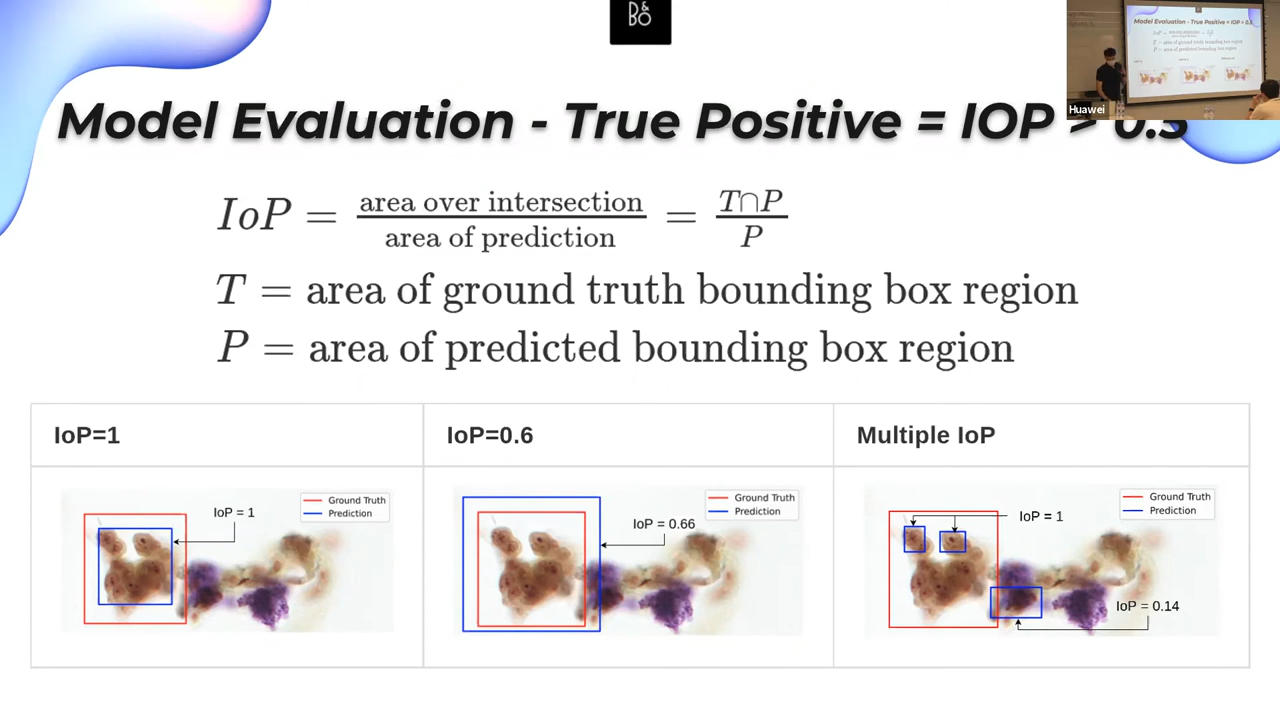 B&
BO
Model Evaluation - True Positive = IOP > 0.5
Huawei
IoP = area over intersection / area of prediction = T∩P / P
T = area of ground truth bounding box region
P = area of predicted bounding box region
IoP=1
IoP=0.6
Multiple IoP
Ground Truth
Prediction
IoP = 1
Ground Truth
Prediction
IoP = 0.66
Ground Truth
Prediction
IoP = 1
IoP = 0.14